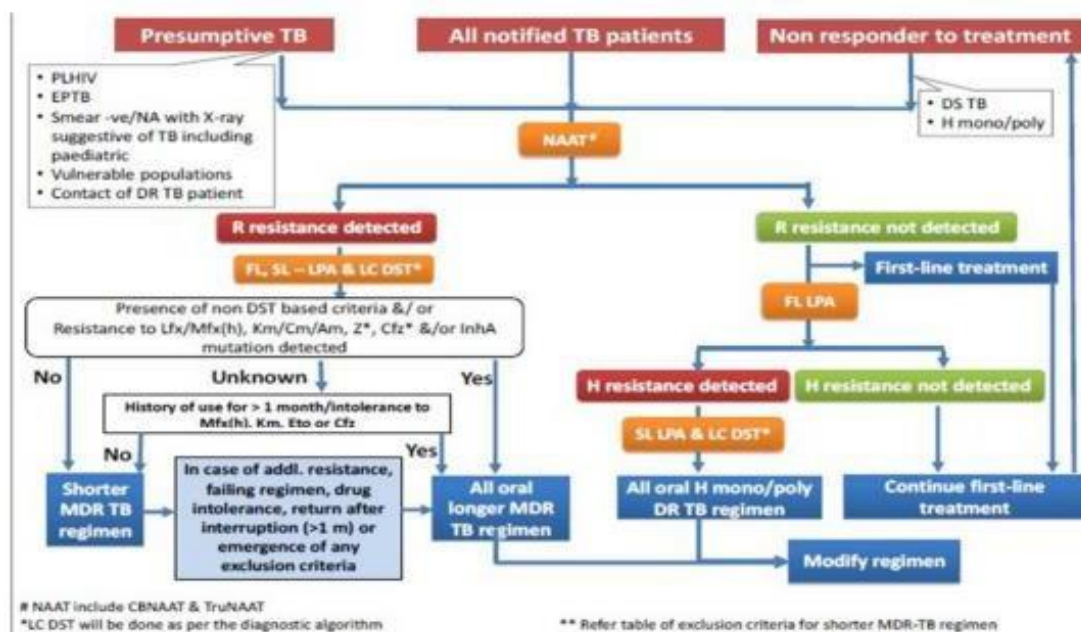 Presumptive TB
All notified TB patients
Non responder to treatment
• PLHIV
• EPTB
• Smear -ve/NA with X-ray
suggestive of TB including
paediatric
• Vulnerable populations
• Contact of DR TB patient
• DS TB
• H mono/poly
NAAT*
R resistance detected
R resistance not detected
FL, SL – LPA & LC DST*
First-line treatment
FL LPA
Presence of non DST based criteria &/ or
Resistance to Lfx/Mfx(h), Km/Cm/Am, Z*, Cfz* &/or InhA
mutation detected
No
Unknown
Yes
H resistance detected
H resistance not detected
History of use for > 1 month/intolerance to
Mfx(h). Km. Eto or Cfz
SL LPA & LC DST*
No
Yes
Shorter
MDR TB
regimen
In case of addl. resistance,
failing regimen, drug
intolerance, return after
interruption (>1 m) or
emergence of any
exclusion criteria
All oral
longer MDR
TB regimen
All oral H mono/poly
DR TB regimen
Continue first-line
treatment
Modify regimen
# NAAT include CBNAAT & TruNAAT
*LC DST will be done as per the diagnostic algorithm
** Refer table of exclusion criteria for shorter MDR-TB regimen